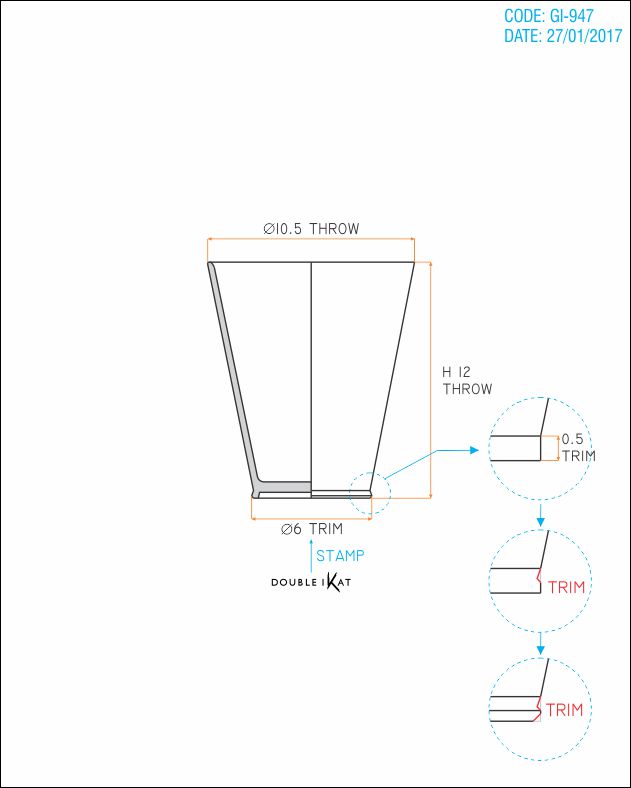 CODE: GI-947
DATE: 27/01/2017
Ø10.5 THROW
H 12
THROW
0.5
TRIM
Ø6 TRIM
STAMP
DOUBLE IKAT
TRIM
TRIM